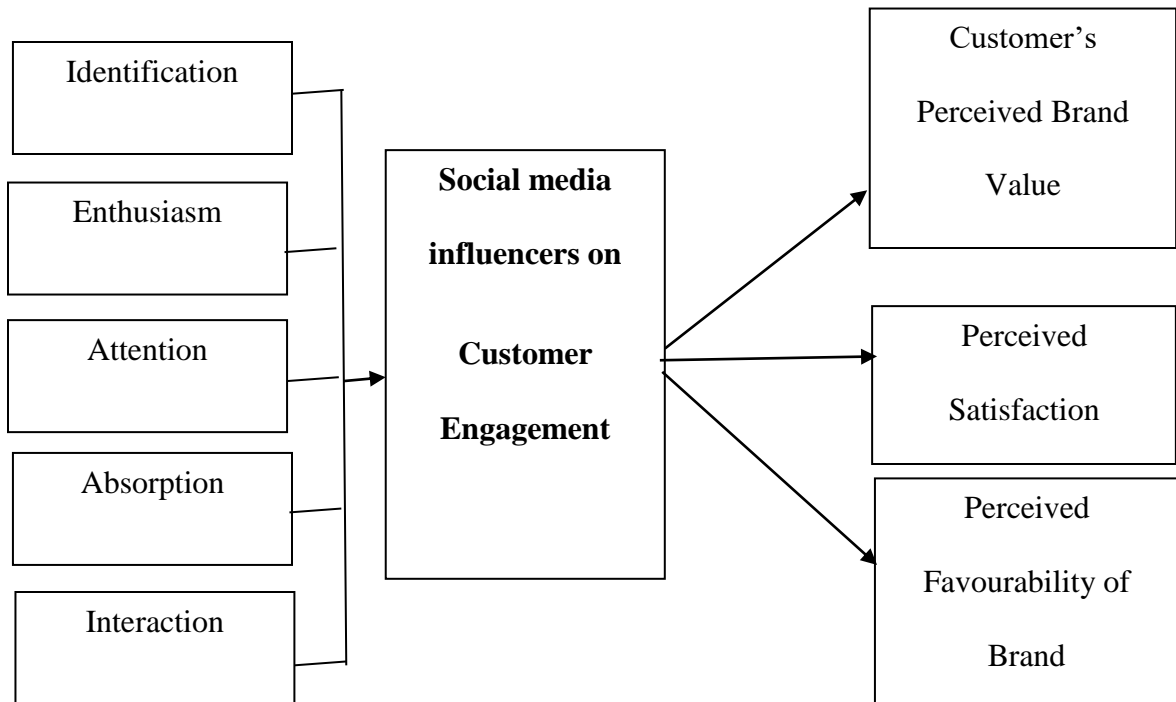 Identification
Enthusiasm
Attention
Absorption
Interaction
Social media
influencers on
Customer
Engagement
Customer’s
Perceived Brand
Value
Perceived
Satisfaction
Perceived
Favourability of
Brand